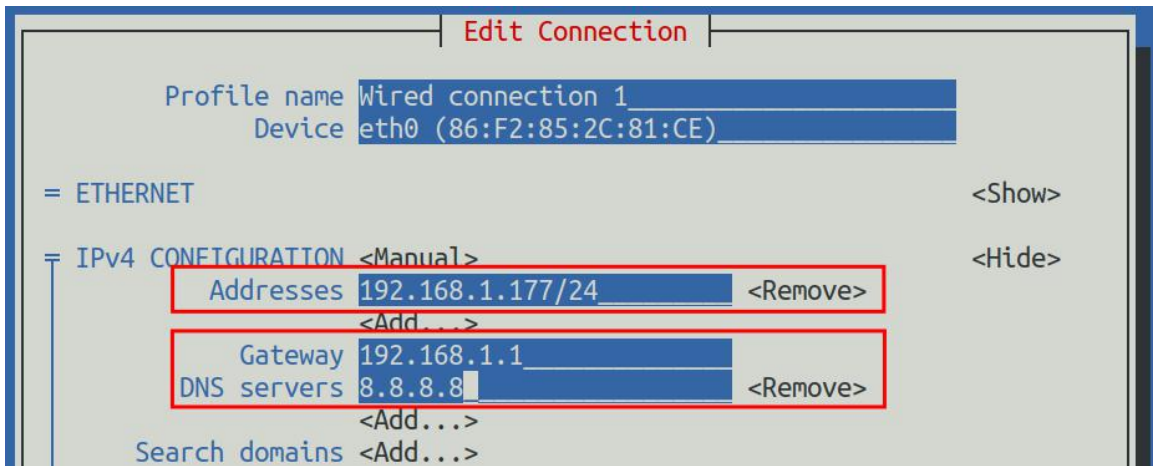 Edit Connection
Profile name Wired connection 1
Device eth0 (86:F2:85:2C:81:CE)
= ETHERNET <Show>
IPv4 CONFIGURATION <Manual> <Hide>
Addresses 192.168.1.177/24 <Remove>
<Add...>
Gateway 192.168.1.1
DNS servers 8.8.8.8 <Remove>
<Add...>
Search domains <Add...>